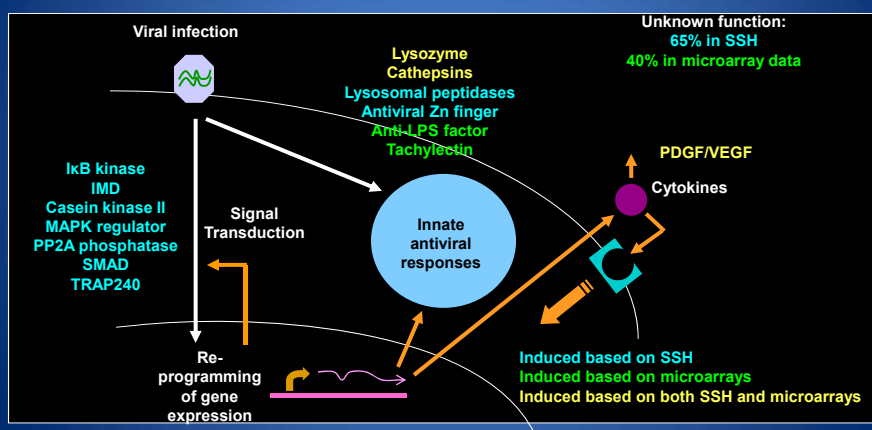 Viral infection
Unknown function:
65% in SSH
40% in microarray data
Lysozyme
Cathepsins
Lysosomal peptidases
Antiviral Zn finger
Anti-LPS factor
Tachylectin
PDGF/VEGF
Cytokines
IκB kinase
IMD
Casein kinase II
MAPK regulator
PP2A phosphatase
SMAD
TRAP240
Signal
Transduction
Innate
antiviral
responses
Re-
programming
of gene
expression
Induced based on SSH
Induced based on microarrays
Induced based on both SSH and microarrays